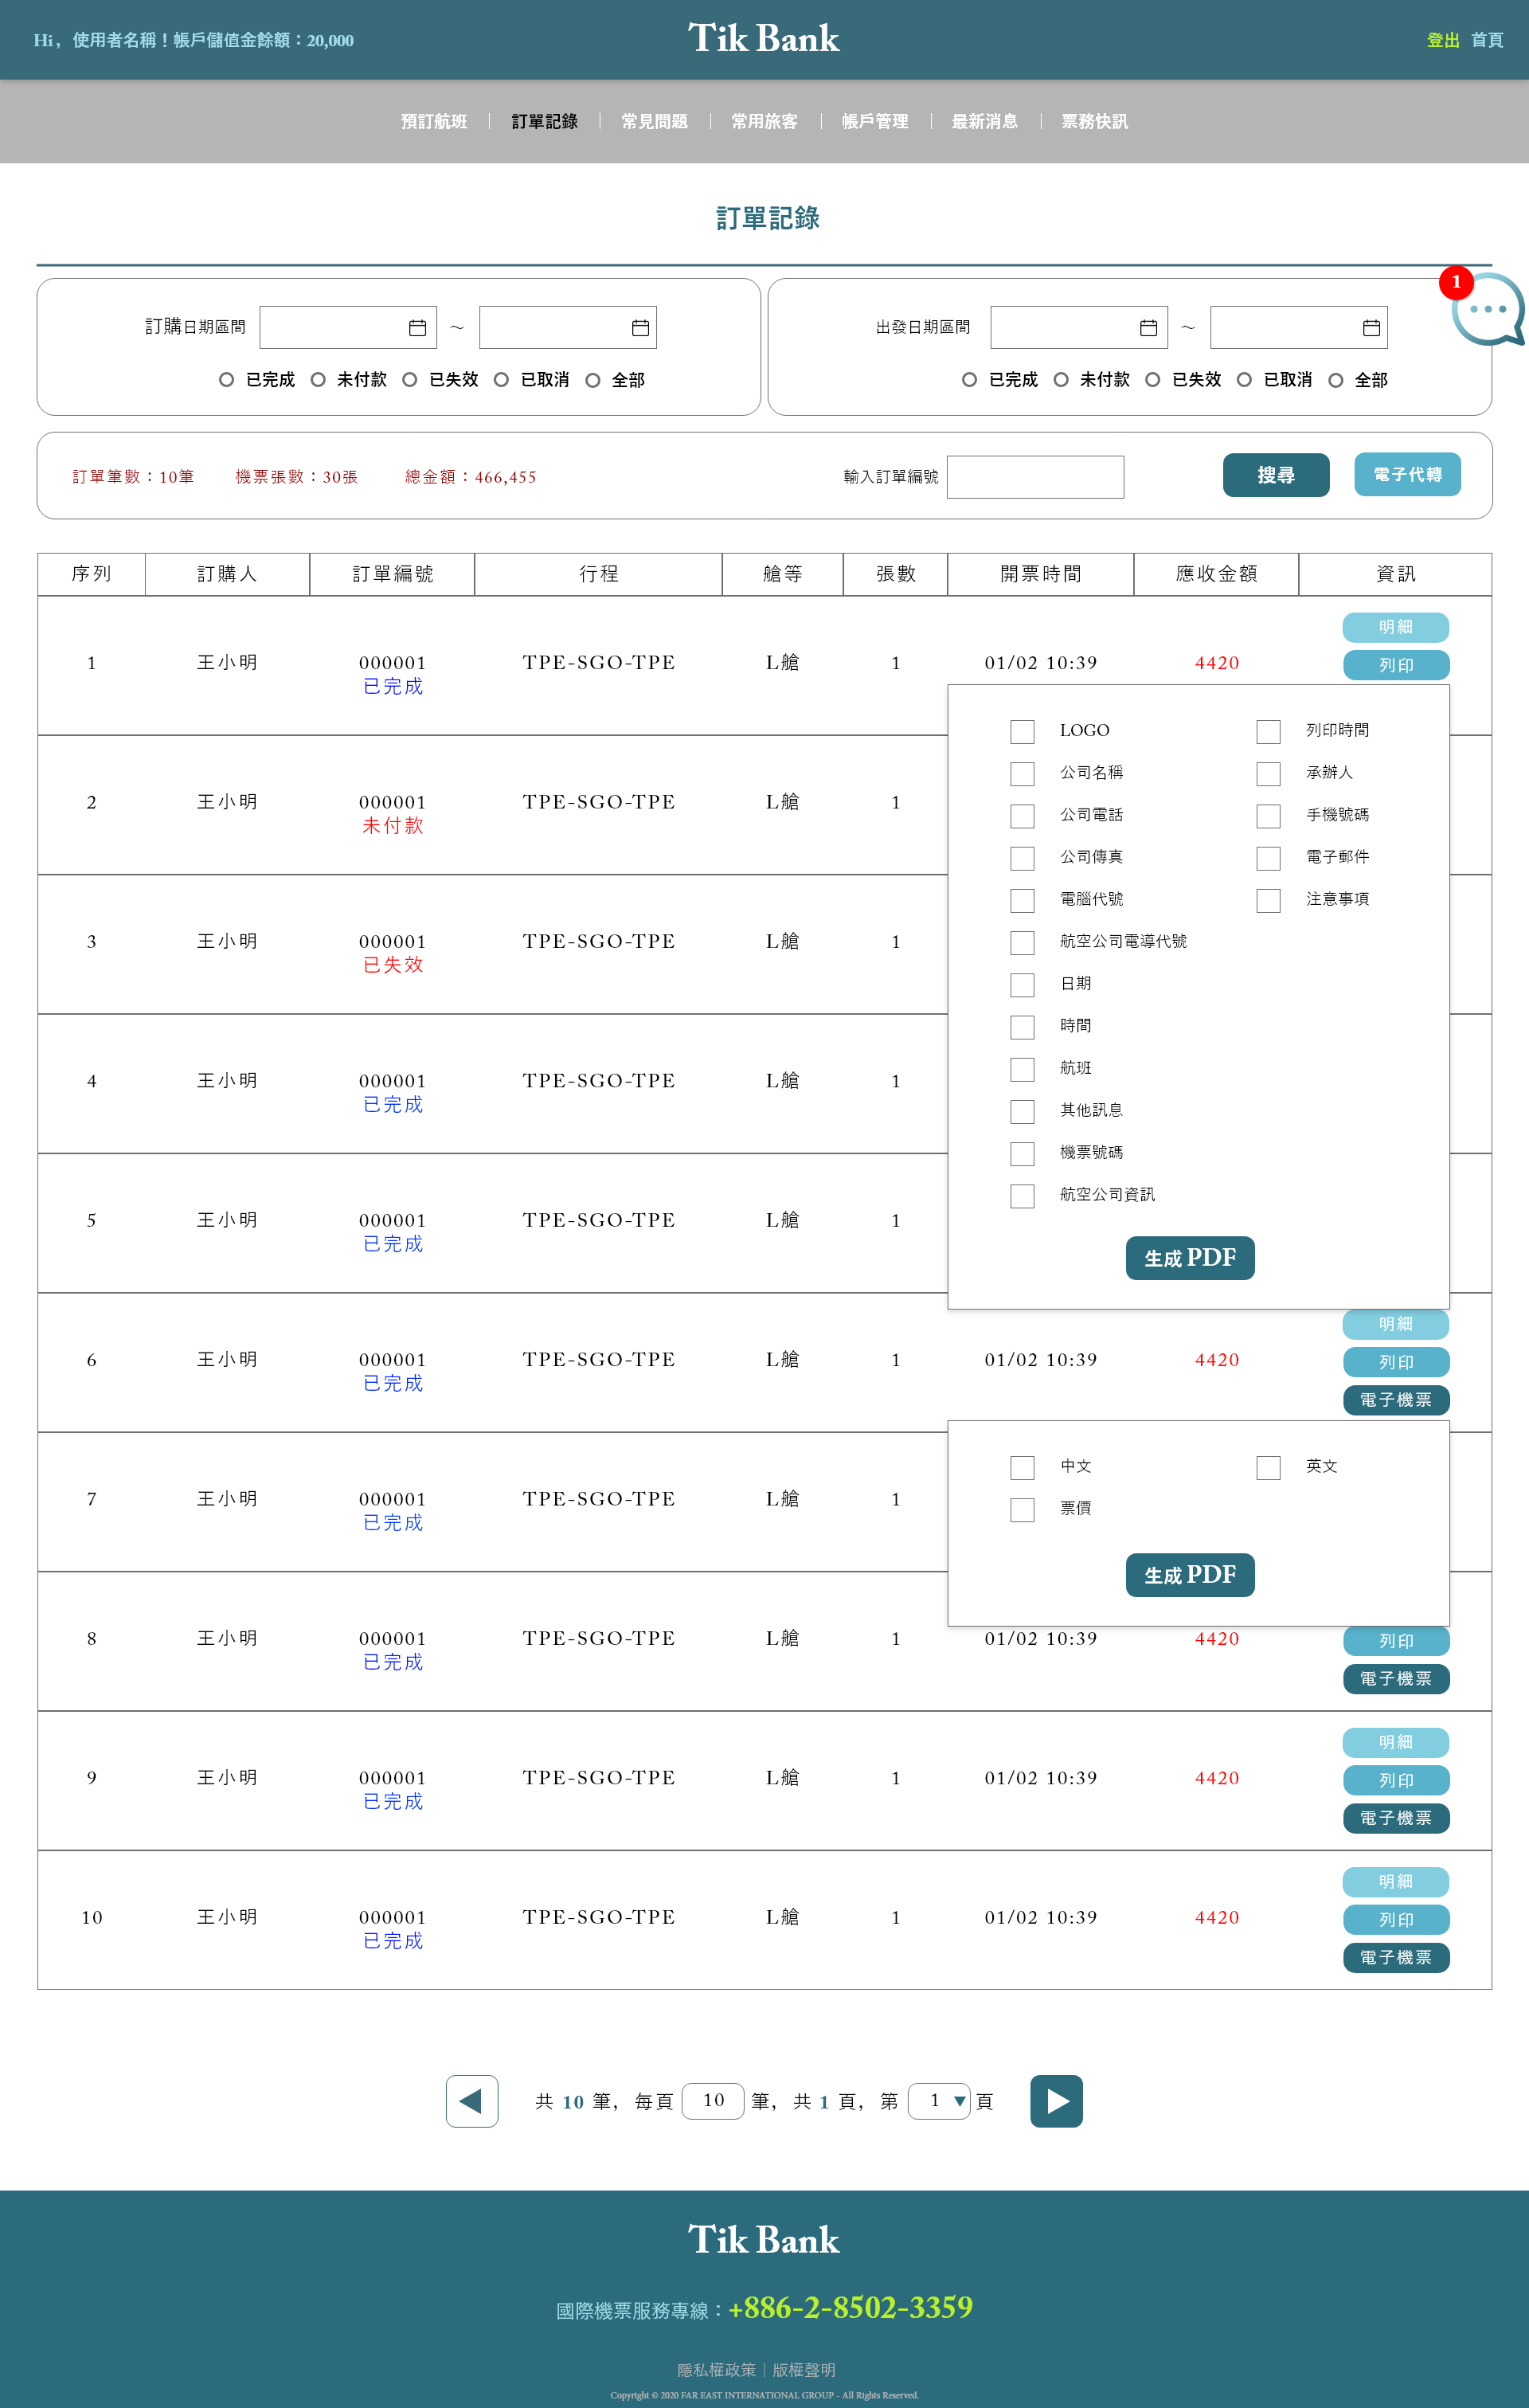 Hi，使用者名稱！帳戶儲值金餘額：20,000
Tik Bank
登出 首頁
預訂航班 訂單記錄 常見問題 常用旅客 帳戶管理 最新消息 票務快訊
訂單記錄
1
訂購日期區間 ～
已完成 未付款 已失效 已取消 全部
出發日期區間 ～
已完成 未付款 已失效 已取消 全部
訂單筆數：10筆 機票張數：30張 總金額：466,455 輸入訂單編號 搜尋 電子代轉
序列 訂購人 訂單編號 行程 艙等 張數 開票時間 應收金額 資訊
明細
1 王小明 000001 TPE-SGO-TPE L艙 1 01/02 10:39 4420 列印
已完成
2 王小明 000001 TPE-SGO-TPE L艙 1
未付款
3 王小明 000001 TPE-SGO-TPE L艙 1
已失效
4 王小明 000001 TPE-SGO-TPE L艙 1
已完成
5 王小明 000001 TPE-SGO-TPE L艙 1
已完成
LOGO 列印時間
公司名稱 承辦人
公司電話 手機號碼
公司傳真 電子郵件
電腦代號 注意事項
航空公司電導代號
日期
時間
航班
其他訊息
機票號碼
航空公司資訊
生成 PDF
明細
6 王小明 000001 TPE-SGO-TPE L艙 1 01/02 10:39 4420 列印
已完成
電子機票
7 王小明 000001 TPE-SGO-TPE L艙 1
已完成
中文 英文
票價
生成 PDF
8 王小明 000001 TPE-SGO-TPE L艙 1 01/02 10:39 4420 列印
已完成
電子機票
明細
9 王小明 000001 TPE-SGO-TPE L艙 1 01/02 10:39 4420 列印
已完成
電子機票
明細
10 王小明 000001 TPE-SGO-TPE L艙 1 01/02 10:39 4420 列印
已完成
電子機票
共 10 筆，每頁 10 筆，共 1 頁，第 1 頁
Tik Bank
國際機票服務專線：+886-2-8502-3359
隱私權政策｜版權聲明
Copyright © 2020 FAR EAST INTERNATIONAL GROUP - All Rights Reserved.